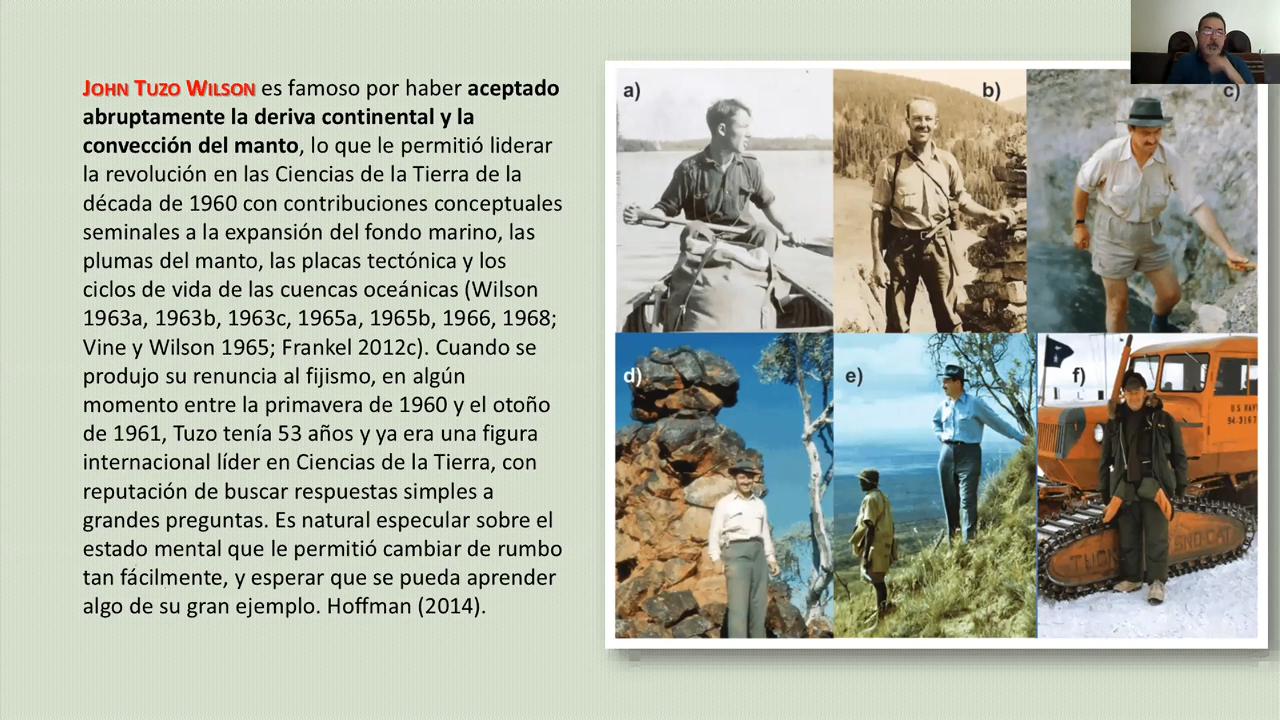 JOHN TUZO WILSON es famoso por haber aceptado
abruptamente la deriva continental y la
convección del manto, lo que le permitió liderar
la revolución en las Ciencias de la Tierra de la
década de 1960 con contribuciones conceptuales
seminales a la expansión del fondo marino, las
plumas del manto, las placas tectónica y los
ciclos de vida de las cuencas oceánicas (Wilson
1963a, 1963b, 1963c, 1965a, 1965b, 1966, 1968;
Vine y Wilson 1965; Frankel 2012c). Cuando se
produjo su renuncia al fijismo, en algún
momento entre la primavera de 1960 y el otoño
de 1961, Tuzo tenía 53 años y ya era una figura
internacional líder en Ciencias de la Tierra, con
reputación de buscar respuestas simples a
grandes preguntas. Es natural especular sobre el
estado mental que le permitió cambiar de rumbo
tan fácilmente, y esperar que se pueda aprender
algo de su gran ejemplo. Hoffman (2014).
a)
b)
c)
d)
e)
f)
U.S. NAVY